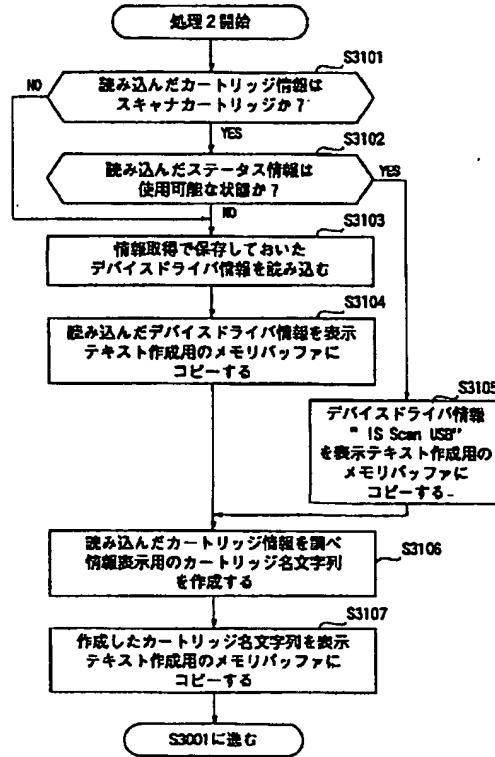 処理2開始
S3101
読み込んだカートリッジ情報は
スキャナカートリッジか？
NO
YES
S3102
読み込んだステータス情報は
使用可能な状態か？
YES
NO
S3103
情報取得で保存しておいた
デバイスドライバ情報を読み込む
S3104
読み込んだデバイスドライバ情報を表示
テキスト作成用のメモリバッファに
コピーする
S3105
デバイスドライバ情報
" IS Scan USB"
を表示テキスト作成用の
メモリバッファに
コピーする
S3106
読み込んだカートリッジ情報を調べ
情報表示用のカートリッジ名文字列
を作成する
S3107
作成したカートリッジ名文字列を表示
テキスト作成用のメモリバッファに
コピーする
S3001に進む